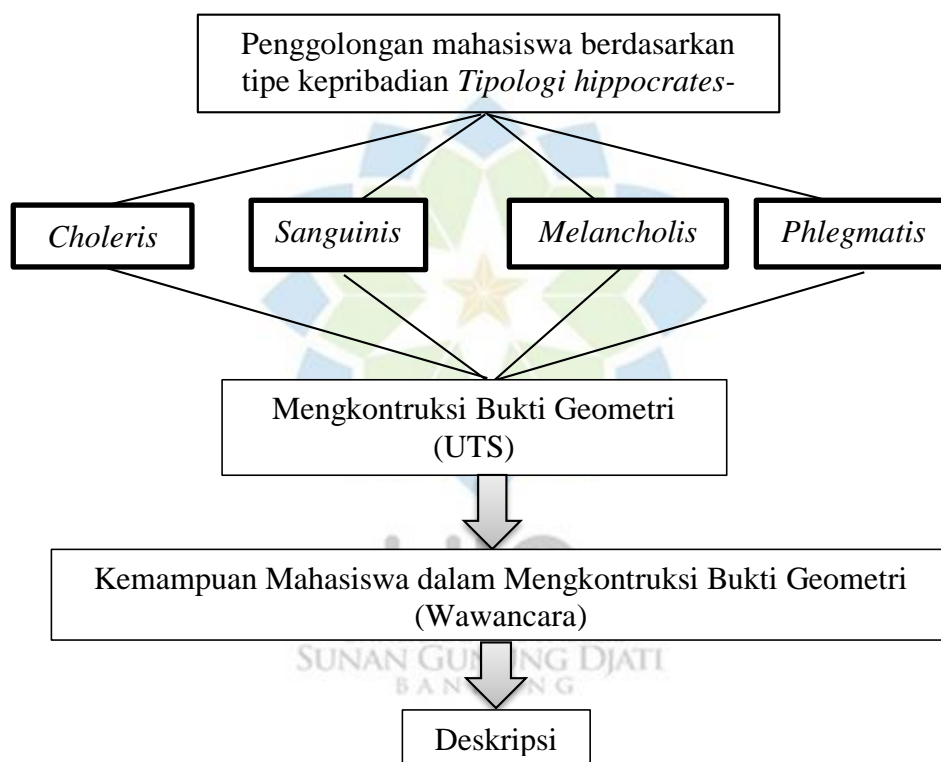 Penggolongan mahasiswa berdasarkan
tipe kepribadian Tipologi hippocrates-
Choleris
Sanguinis
Melancholis
Phlegmatis
Mengkontruksi Bukti Geometri
(UTS)
Kemampuan Mahasiswa dalam Mengkontruksi Bukti Geometri
(Wawancara)
SUNAN GUNUNG DJATI
BANDUNG
Deskripsi